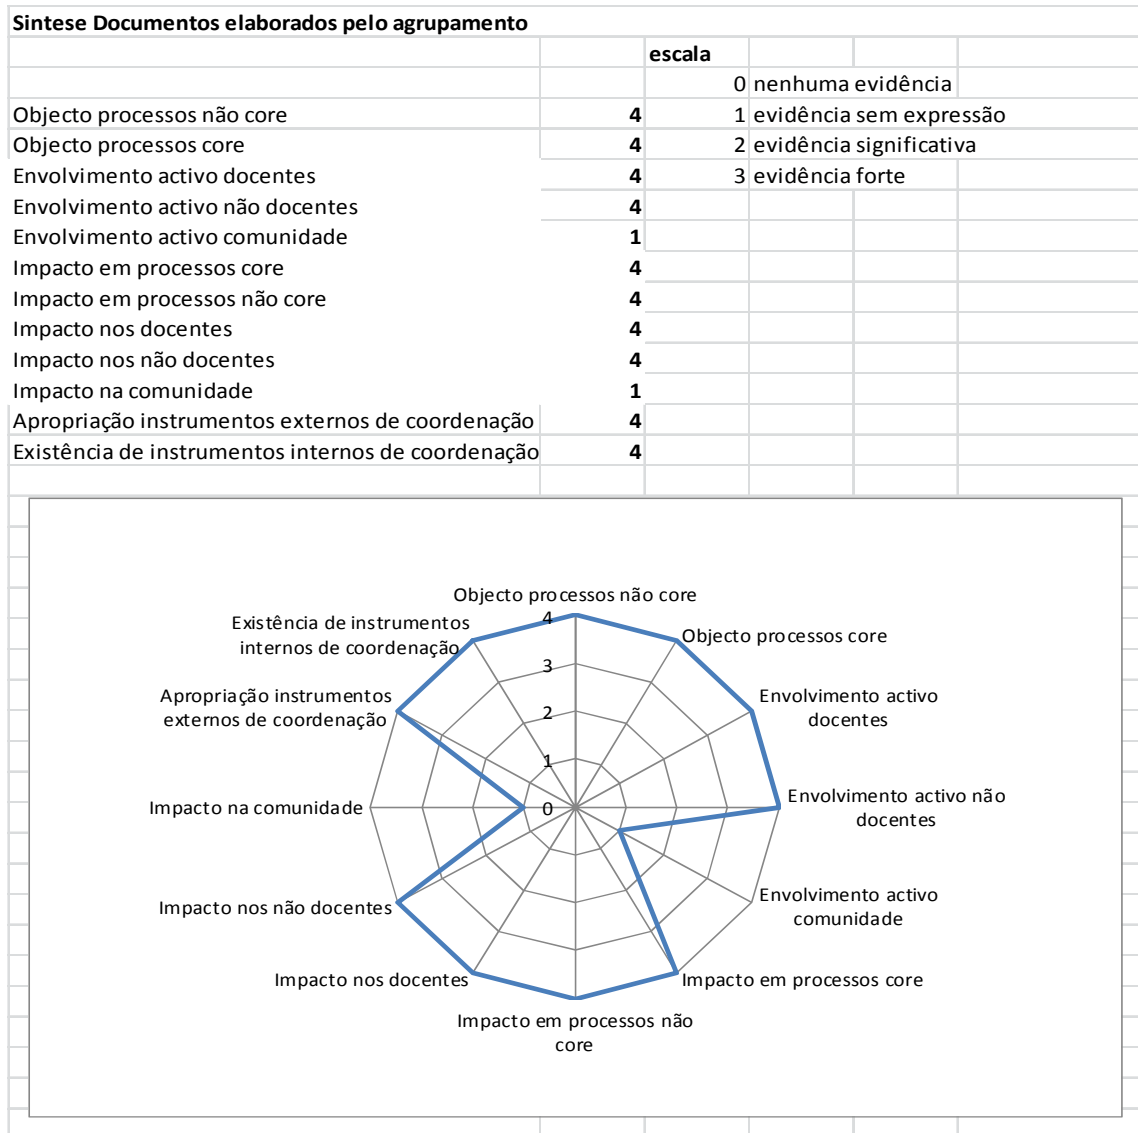 Sintese Documentos elaborados pelo agrupamento
escala
0 nenhuma evidência
Objecto processos não core 4 1 evidência sem expressão
Objecto processos core 4 2 evidência significativa
Envolvimento activo docentes 4 3 evidência forte
Envolvimento activo não docentes 4
Envolvimento activo comunidade 1
Impacto em processos core 4
Impacto em processos não core 4
Impacto nos docentes 4
Impacto nos não docentes 4
Impacto na comunidade 1
Apropriação instrumentos externos de coordenação 4
Existência de instrumentos internos de coordenação 4
Objecto processos não core
Objecto processos core
Envolvimento activo
docentes
Envolvimento activo não
docentes
Envolvimento activo
comunidade
Impacto em processos core
Impacto em processos não
core
Impacto nos docentes
Impacto nos não docentes
Impacto na comunidade
Apropriação instrumentos
externos de coordenação
Existência de instrumentos
internos de coordenação
4
3
2
1
0